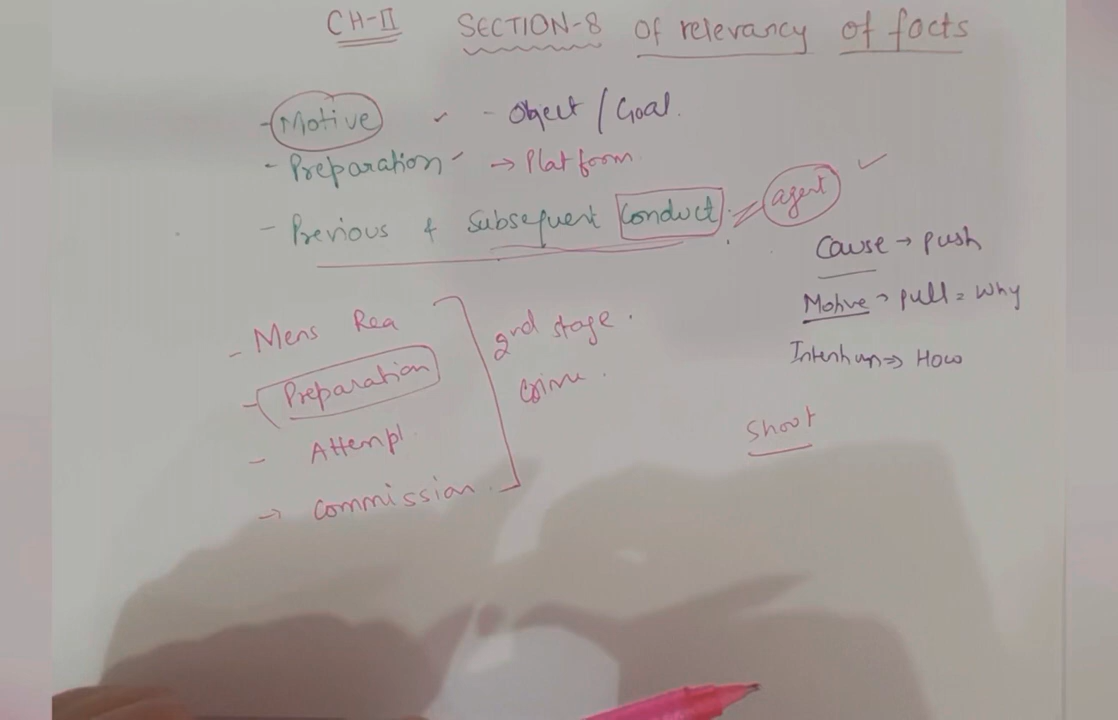 CH-II SECTION-8 of relevancy of facts
- Motive ✓ - Object / Goal.
- Preparation → Platform
- Previous & Subsequent Conduct. agent ✓
Cause → push
Motive → pull = Why
Intention ⇒ How
- Mens Rea
- Preparation
- Attempt
→ Commission.
2nd stage.
crime.
Shoot